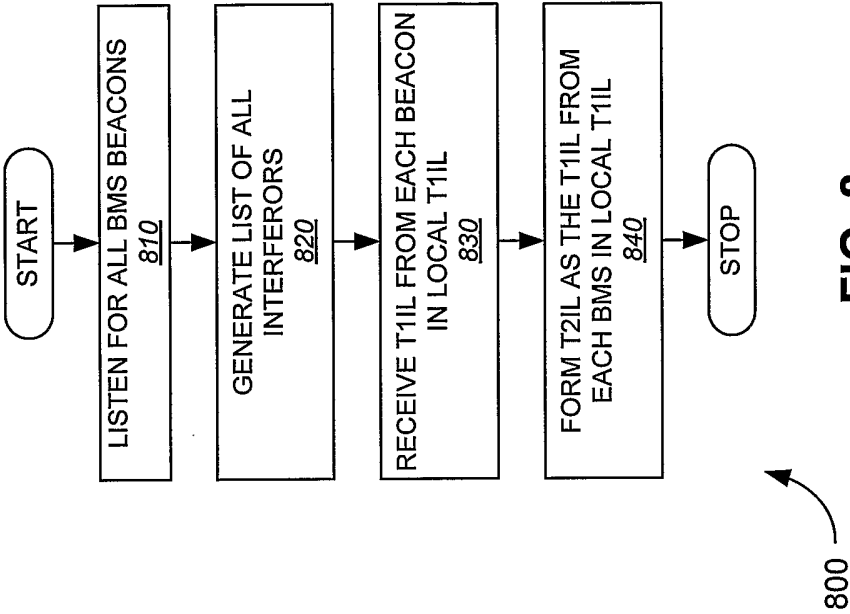 START
LISTEN FOR ALL BMS BEACONS
810
GENERATE LIST OF ALL
INTERFERORS
820
RECEIVE T1IL FROM EACH BEACON
IN LOCAL T1IL
830
FORM T2IL AS THE T1IL FROM
EACH BMS IN LOCAL T1IL
840
STOP
800